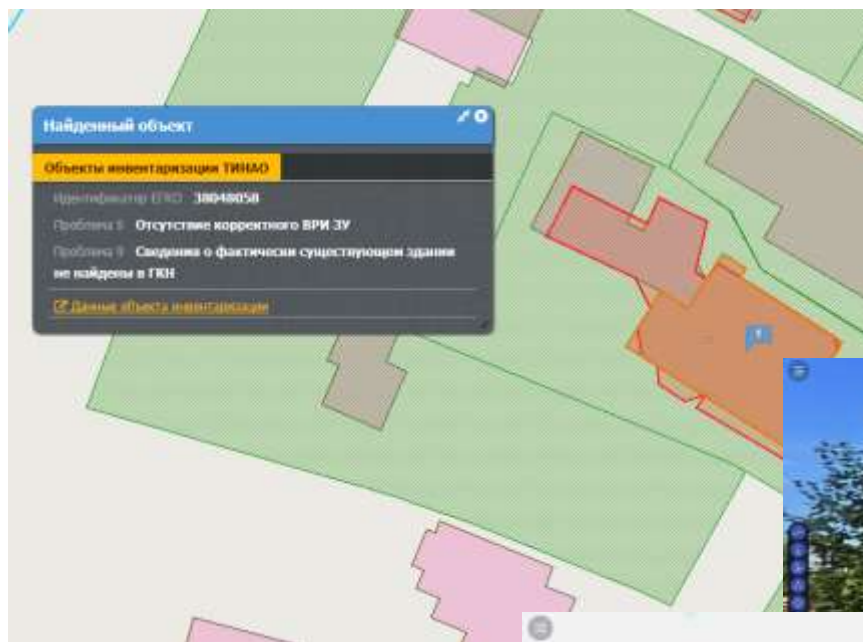 Найденный объект
Объекты инвентаризации ТИНАО
Идентификатор ЕГКО 38048058
Проблема 8 Отсутствие корректного ВРИ ЗУ
Проблема 9 Сведения о фактически существующем здании
не найдены в ГКН
Данные объекта инвентаризации